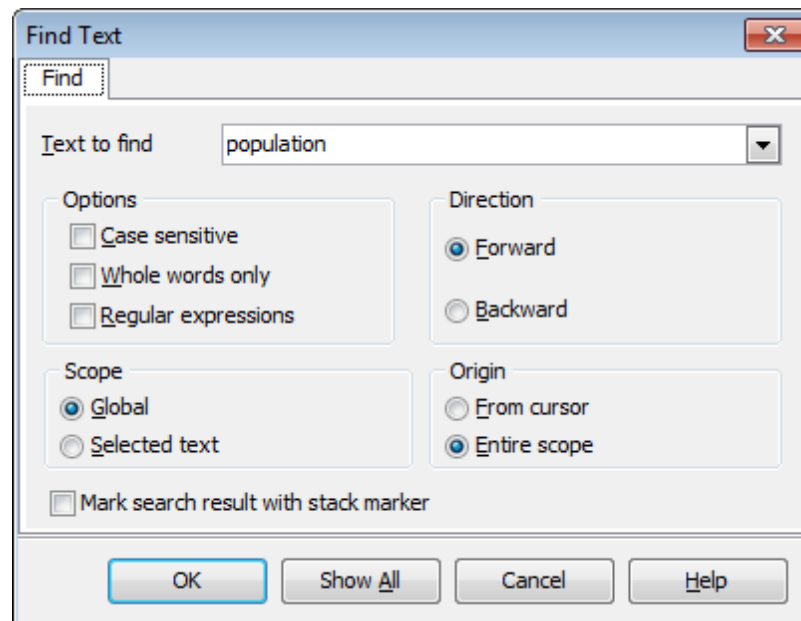 Find Text
Find
Text to find
population
Options
Case sensitive
Whole words only
Regular expressions
Direction
Forward
Backward
Scope
Global
Selected text
Origin
From cursor
Entire scope
Mark search result with stack marker
OK
Show All
Cancel
Help